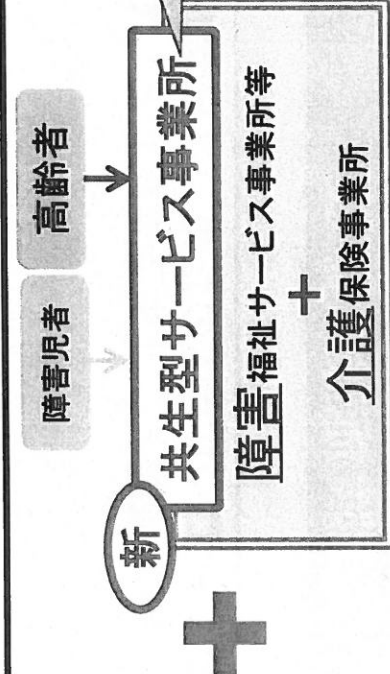 障害児者
高齢者
新
共生型サービス事業所
障害福祉サービス事業所等
+
介護保険事業所
+